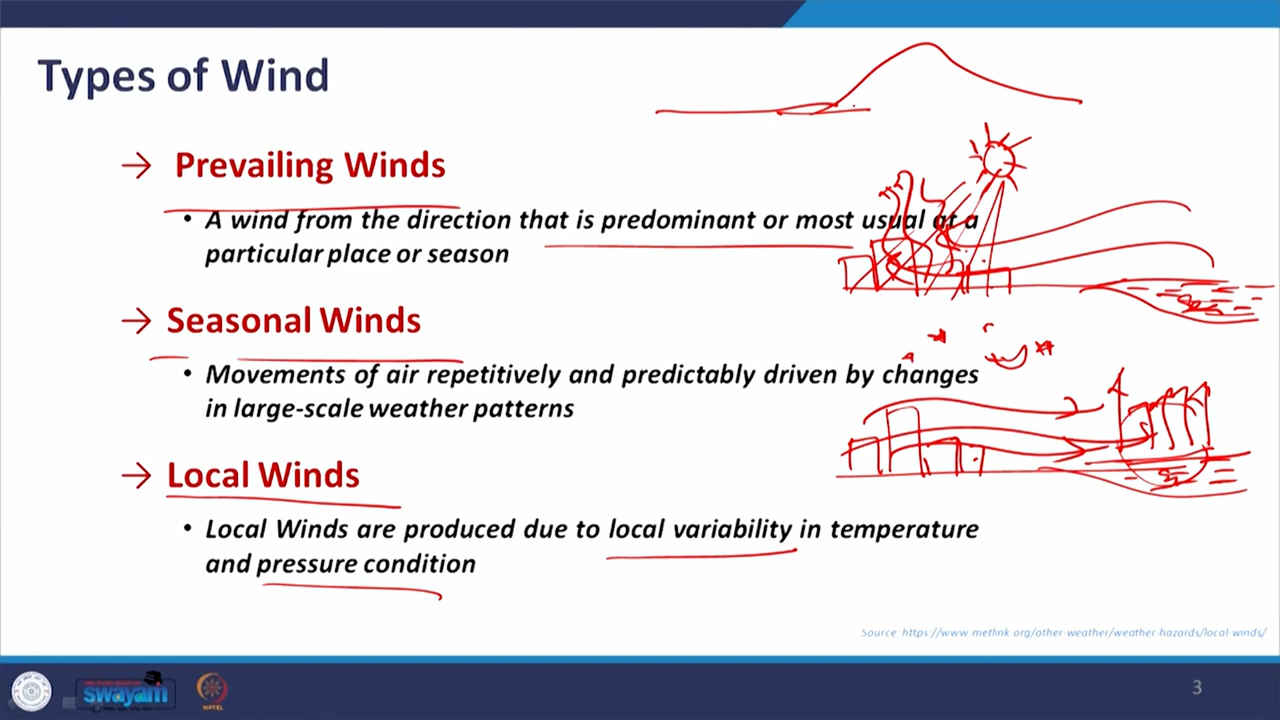 Types of Wind
→ Prevailing Winds
• A wind from the direction that is predominant or most usual at a
particular place or season
→ Seasonal Winds
• Movements of air repetitively and predictably driven by changes
in large-scale weather patterns
→ Local Winds
• Local Winds are produced due to local variability in temperature
and pressure condition
Source: https://www.metlink.org/other-weather/weather-hazards/local-winds/
swayam
NPTEL
3